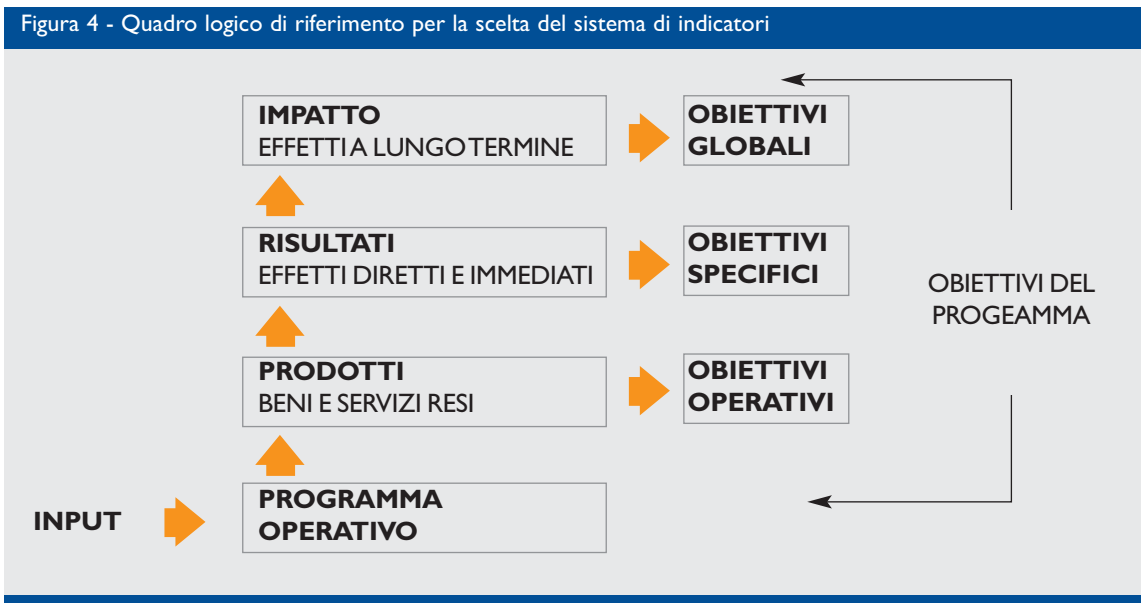 Figura 4 - Quadro logico di riferimento per la scelta del sistema di indicatori
IMPATTO
EFFETTI A LUNGO TERMINE
OBIETTIVI
GLOBALI
RISULTATI
EFFETTI DIRETTI E IMMEDIATI
OBIETTIVI
SPECIFICI
OBIETTIVI DEL
PROGEAMMA
PRODOTTI
BENI E SERVIZI RESI
OBIETTIVI
OPERATIVI
INPUT
PROGRAMMA
OPERATIVO